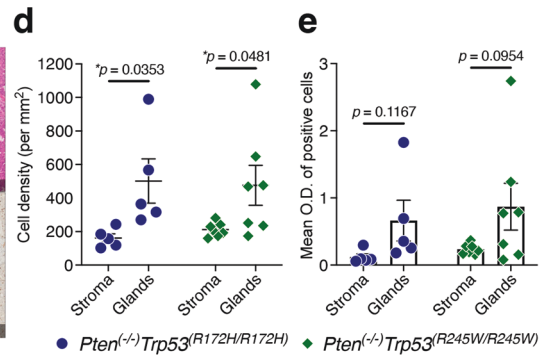 d
*p = 0.0353
*p = 0.0481
Cell density (per mm²)
1200
1000
800
600
400
200
0
Stroma
Glands
Stroma
Glands
e
p = 0.1167
p = 0.0954
Mean O.D. of positive cells
3
2
1
0
Stroma
Glands
Stroma
Glands
Pten(-/-)Trp53(R172H/R172H)
Pten(-/-)Trp53(R245W/R245W)